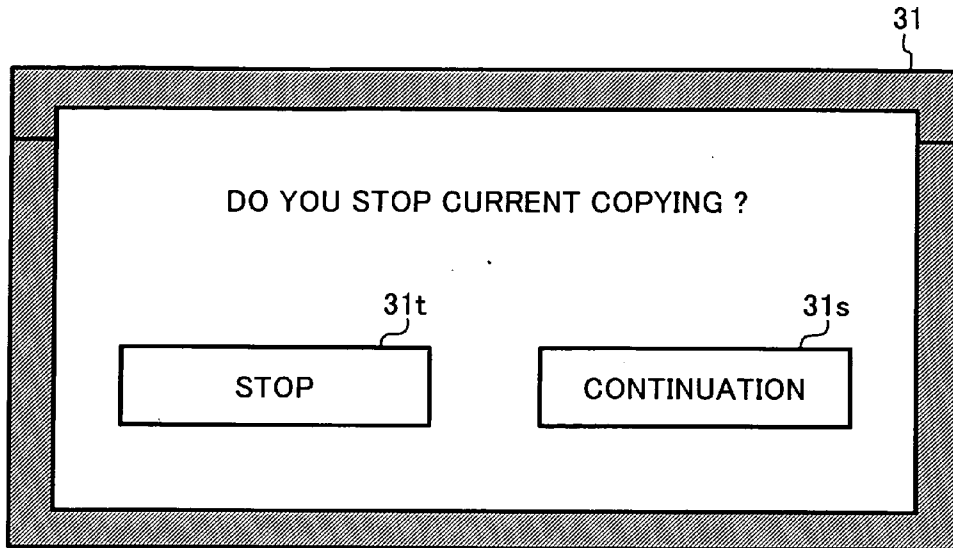 31
DO YOU STOP CURRENT COPYING ?
31t
31s
STOP
CONTINUATION